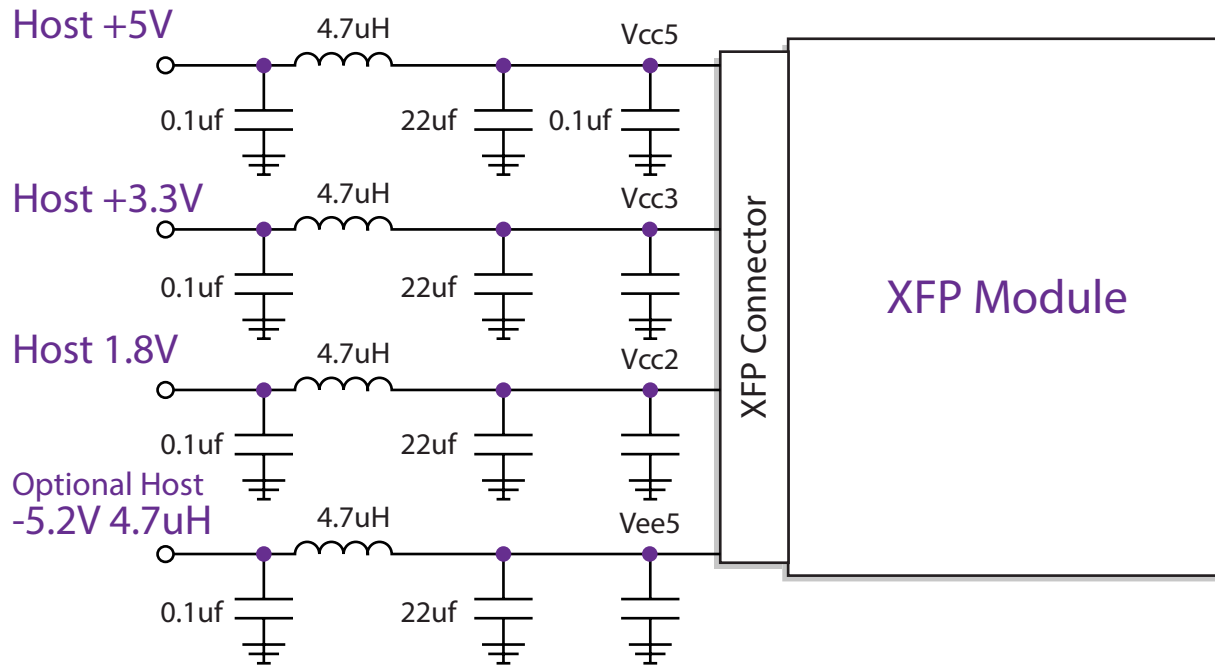 Host +5V
4.7uH
Vcc5
0.1uf
22uf
0.1uf
Host +3.3V
4.7uH
Vcc3
0.1uf
22uf
Host 1.8V
4.7uH
Vcc2
0.1uf
22uf
Optional Host
-5.2V 4.7uH
4.7uH
Vee5
0.1uf
22uf
XFP Connector
XFP Module